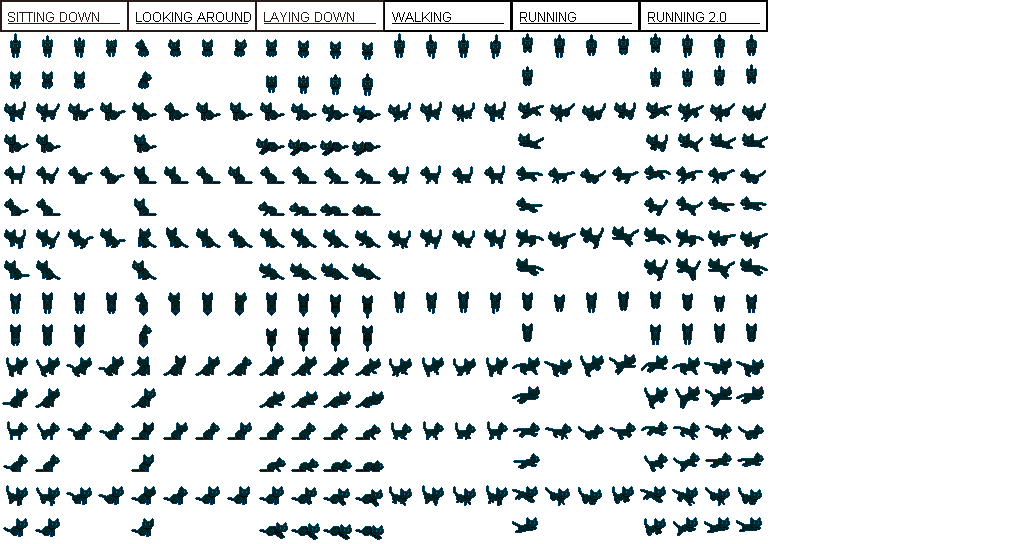 SITTING DOWN
LOOKING AROUND
LAYING DOWN
WALKING
RUNNING
RUNNING 2.0